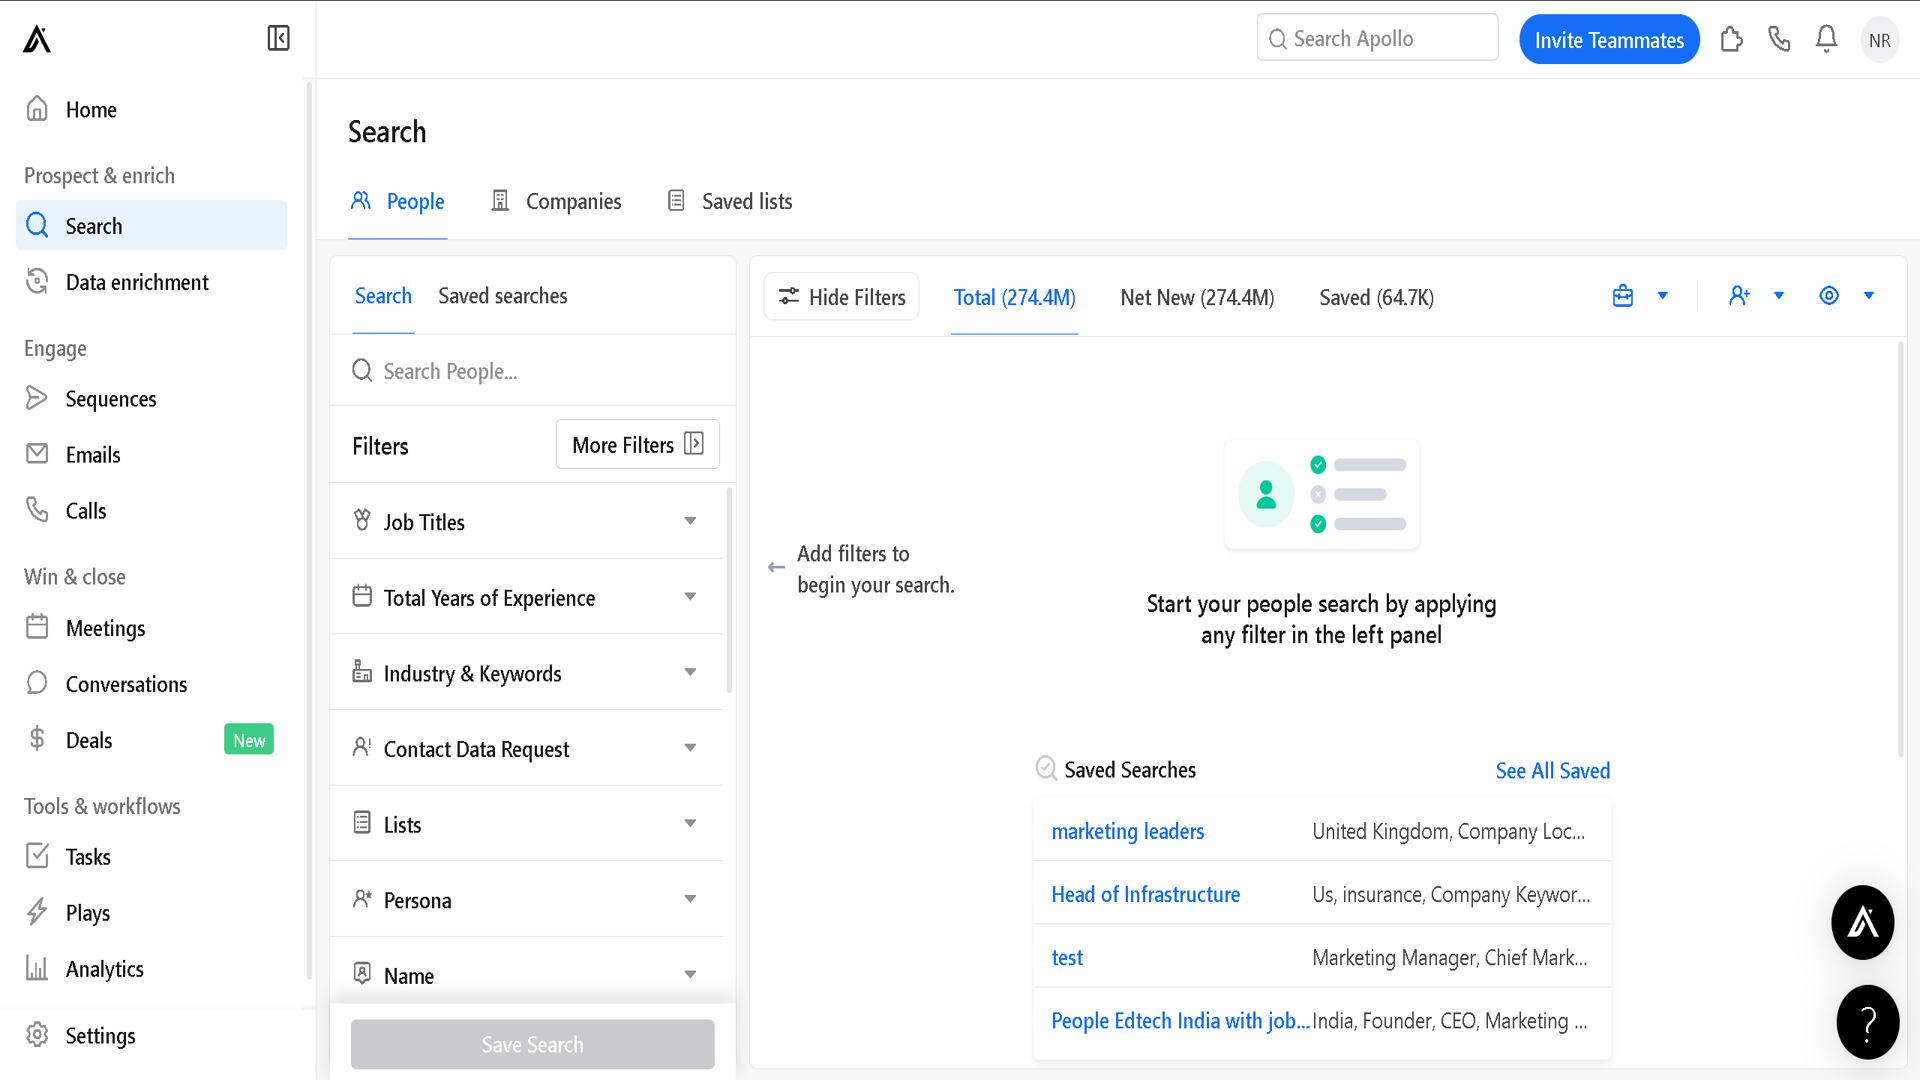 Search Apollo
Invite Teammates
NR
Home
Prospect & enrich
Search
Data enrichment
Engage
Sequences
Emails
Calls
Win & close
Meetings
Conversations
Deals
New
Tools & workflows
Tasks
Plays
Analytics
Settings
Search
People
Companies
Saved lists
Search
Saved searches
Search People...
Filters
More Filters
Job Titles
Total Years of Experience
Industry & Keywords
Contact Data Request
Lists
Persona
Name
Save Search
Hide Filters
Total (274.4M)
Net New (274.4M)
Saved (64.7K)
Add filters to
begin your search.
Start your people search by applying
any filter in the left panel
Saved Searches
See All Saved
marketing leaders United Kingdom, Company Loc...
Head of Infrastructure Us, insurance, Company Keywor...
test Marketing Manager, Chief Mark...
People Edtech India with job... India, Founder, CEO, Marketing ...
?